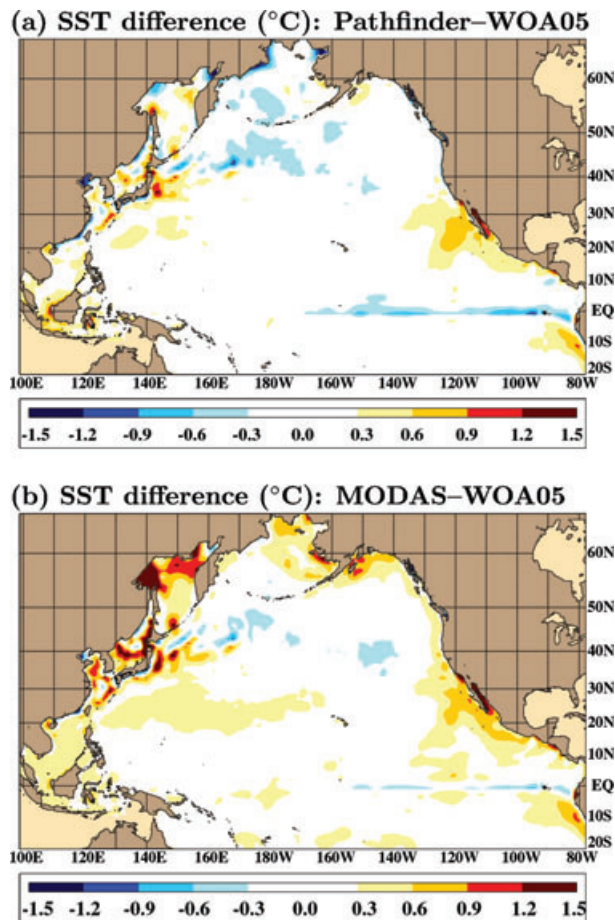 (a) SST difference (°C): Pathfinder–WOA05
60N
50N
40N
30N
20N
10N
EQ
10S
20S
100E 120E 140E 160E 180W 160W 140W 120W 100W 80W
-1.5 -1.2 -0.9 -0.6 -0.3 0.0 0.3 0.6 0.9 1.2 1.5
(b) SST difference (°C): MODAS–WOA05
60N
50N
40N
30N
20N
10N
EQ
10S
20S
100E 120E 140E 160E 180W 160W 140W 120W 100W 80W
-1.5 -1.2 -0.9 -0.6 -0.3 0.0 0.3 0.6 0.9 1.2 1.5